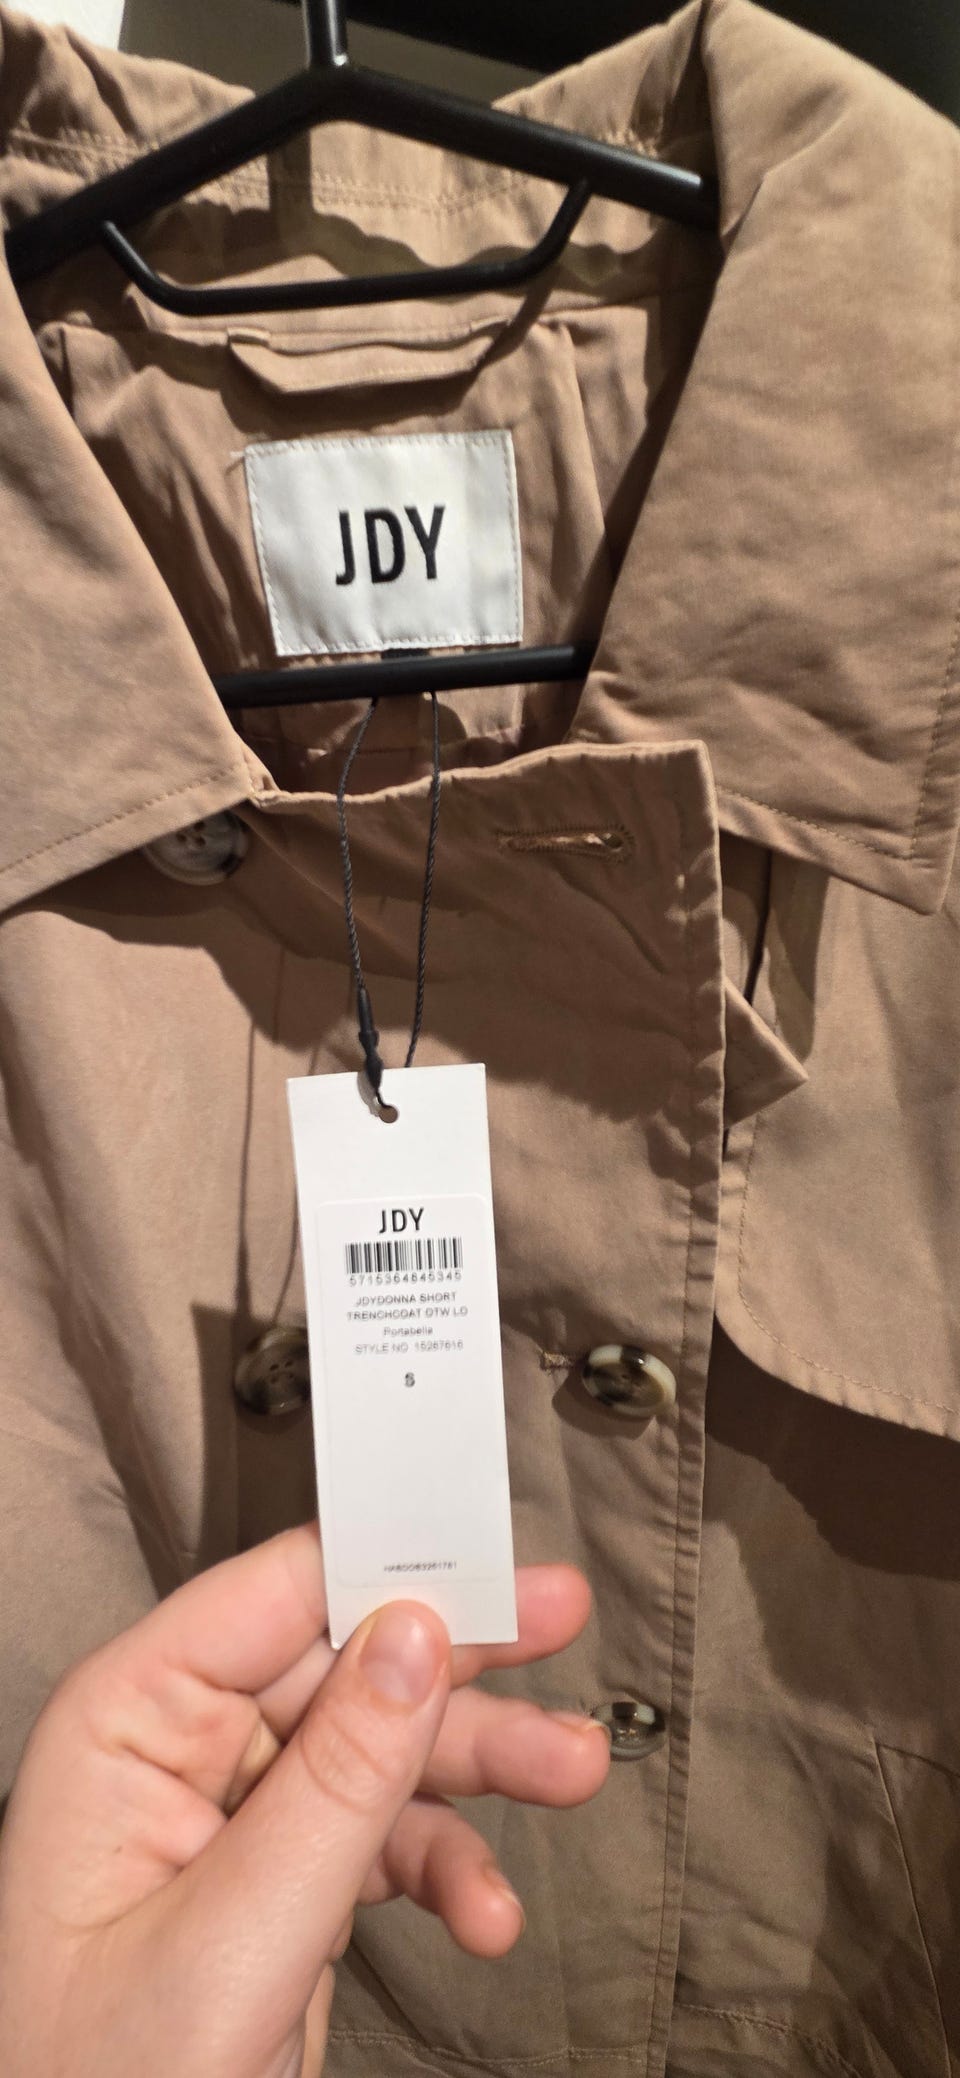 JDY
JDY
5715364845345
JDYDONNA SHORT
TRENCHCOAT OTW LO
Portabella
STYLE NO 15267616
S